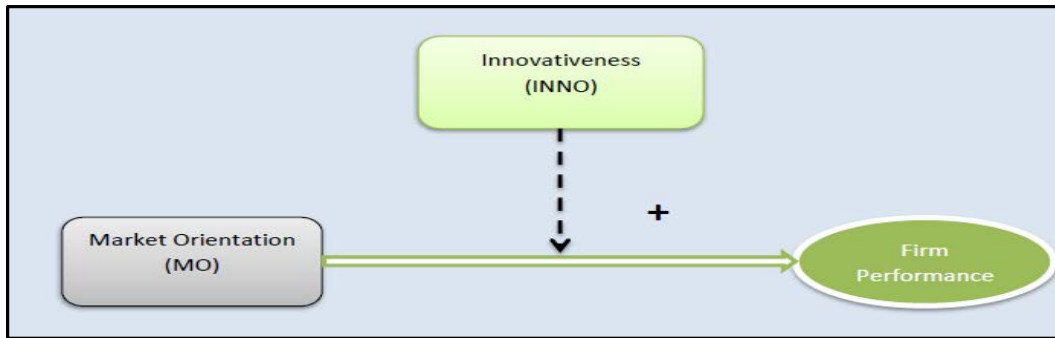 Innovativeness
(INNO)
+
Market Orientation
(MO)
Firm
Performance